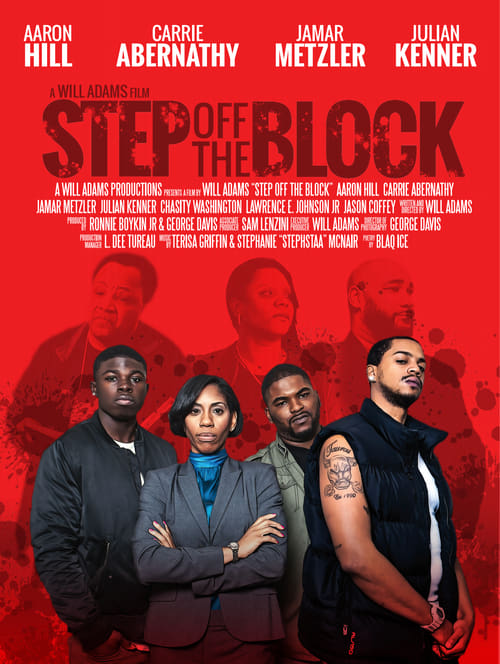 AARON HILL
CARRIE ABERNATHY
JAMAR METZLER
JULIAN KENNER
A WILL ADAMS FILM
STEP OFF THE BLOCK
A WILL ADAMS PRODUCTIONS PRESENTS A FILM BY WILL ADAMS "STEP OFF THE BLOCK" AARON HILL CARRIE ABERNATHY
JAMAR METZLER JULIAN KENNER CHASITY WASHINGTON LAWRENCE E. JOHNSON JR JASON COFFEY WRITTEN AND DIRECTED BY WILL ADAMS
PRODUCED BY RONNIE BOYKIN JR & GEORGE DAVIS ASSOCIATE PRODUCER SAM LENZINI EXECUTIVE PRODUCER WILL ADAMS DIRECTOR OF PHOTOGRAPHY GEORGE DAVIS
PRODUCTION MANAGER L. DEE TUREAU MUSIC BY TERISA GRIFFIN & STEPHANIE "STEPHSTAA" MCNAIR POETRY BY BLAQ ICE
Taurus